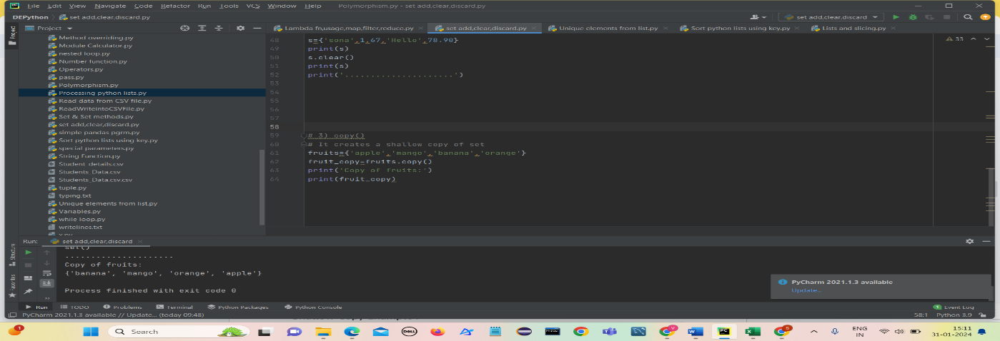 File Edit View Navigate Code Refactor Run Tools VCS Window Help Polymorphism.py - set add,clear,discard.py
DEPython set add,clear,discard.py
set add,clear,discard
Project
Lambda fn,usage,map,filter,reduce.py
set add,clear,discard.py
Unique elements from list.py
Sort python lists using key.py
Lists and slicing.py
Project
Method overriding.py
Module Calculator.py
nested loop.py
Number function.py
Operators.py
pass.py
Polymorphism.py
Processing python lists.py
Read data from CSV file.py
ReadWriteintoCSVFile.py
Set & Set methods.py
set add,clear,discard.py
simple pandas pgrm.py
Sort python lists using key.py
special parameters.py
String Function.py
Student details.csv
Students_Data.csv
Students_Data.csv.csv
tuple.py
typing.txt
Unique elements from list.py
Variables.py
while loop.py
writelines.txt
33
48 s={'sona',1,67,'Hello',78.90}
49 print(s)
50 s.clear()
51 print(s)
52 print('.....................')
53
54
55
56
57
58
59 # 3) copy()
60 # It creates a shallow copy of set
61 fruits={'apple','mango','banana','orange'}
62 fruit_copy=fruits.copy()
63 print('Copy of fruits:')
64 print(fruit_copy)
Run: set add,clear,discard
Structure
Favorites
set()
.....................
Copy of fruits:
{'banana', 'mango', 'orange', 'apple'}
Process finished with exit code 0
PyCharm 2021.1.3 available
Update...
Run TODO Problems Terminal Python Packages Python Console Event Log
PyCharm 2021.1.3 available // Update... (today 09:48) 58:1 Python 3.9
Search
ENG
IN
15:11
31-01-2024